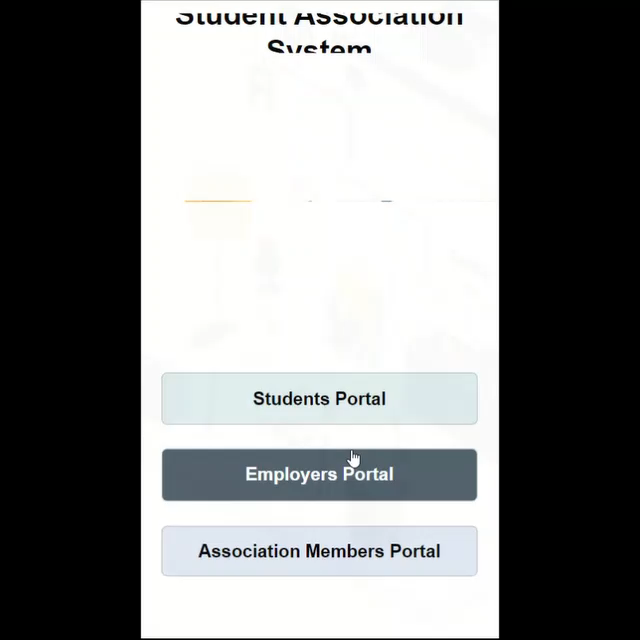 Student Association
System
Students Portal
Employers Portal
Association Members Portal